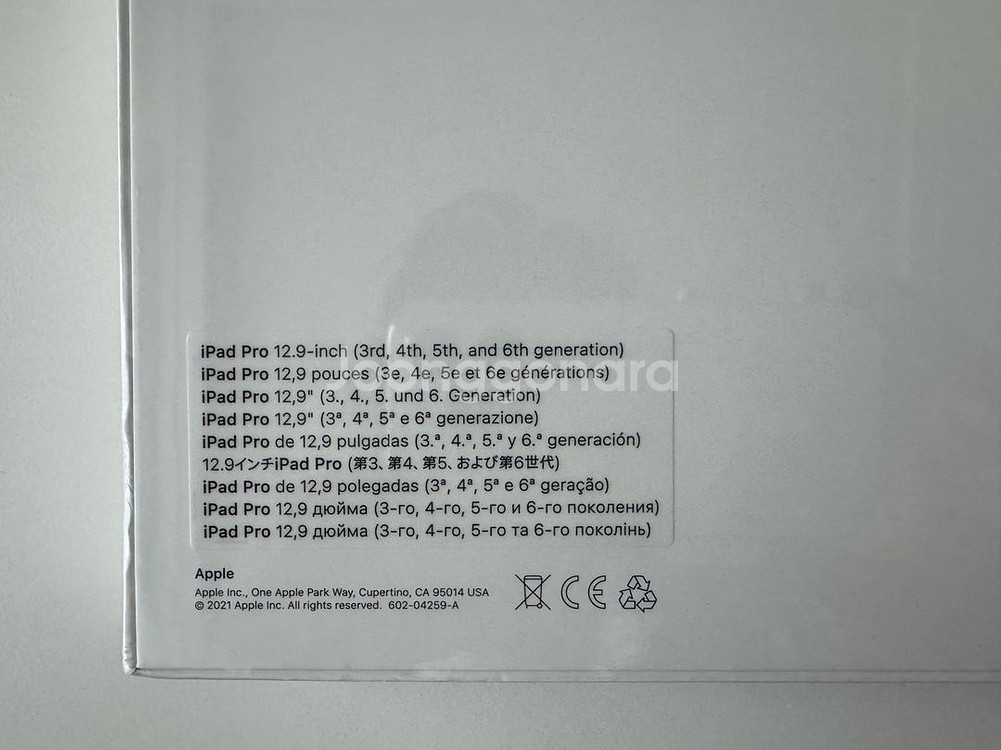 iPad Pro 12.9-inch (3rd, 4th, 5th, and 6th generation)
iPad Pro 12,9 pouces (3e, 4e, 5e et 6e générations)
iPad Pro 12,9" (3., 4., 5. und 6. Generation)
iPad Pro 12,9" (3ª, 4ª, 5ª e 6ª generazione)
iPad Pro de 12,9 pulgadas (3.ª, 4.ª, 5.ª y 6.ª generación)
12.9インチiPad Pro (第3、第4、第5、および第6世代)
iPad Pro de 12,9 polegadas (3ª, 4ª, 5ª e 6ª geração)
iPad Pro 12,9 дюйма (3-го, 4-го, 5-го и 6-го поколения)
iPad Pro 12,9 дюйма (3-го, 4-го, 5-го та 6-го поколінь)
Joongonara
Apple
Apple Inc., One Apple Park Way, Cupertino, CA 95014 USA
© 2021 Apple Inc. All rights reserved. 602-04259-A
CE